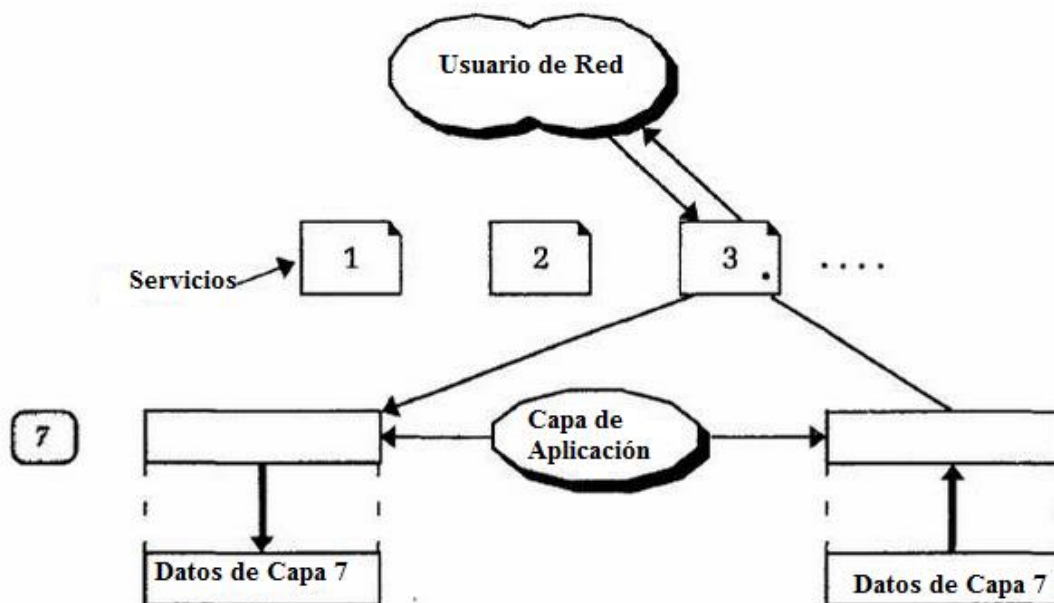 Usuario de Red
Servicios
1
2
3
....
7
Capa de
Aplicación
Datos de Capa 7
Datos de Capa 7